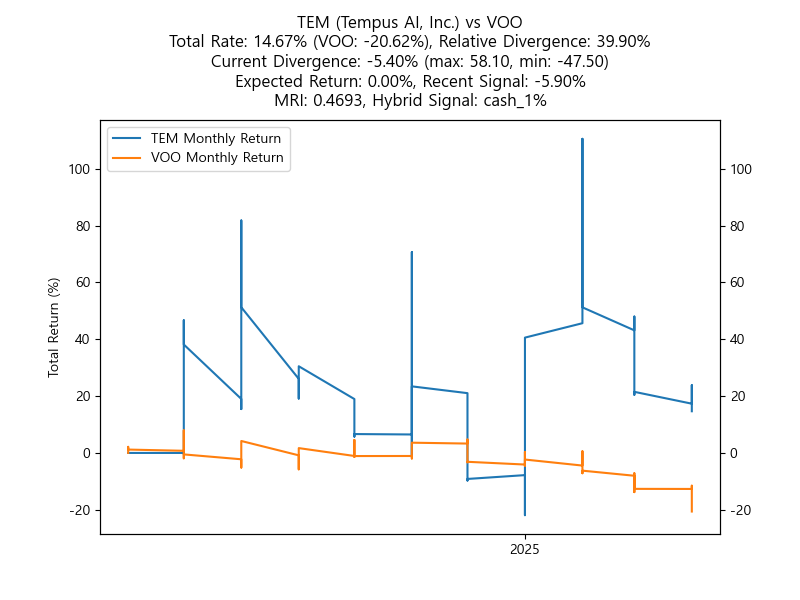 TEM (Tempus AI, Inc.) vs VOO
Total Rate: 14.67% (VOO: -20.62%), Relative Divergence: 39.90%
Current Divergence: -5.40% (max: 58.10, min: -47.50)
Expected Return: 0.00%, Recent Signal: -5.90%
MRI: 0.4693, Hybrid Signal: cash_1%
TEM Monthly Return
VOO Monthly Return
Total Return (%)
100
80
60
40
20
0
-20
100
80
60
40
20
0
-20
2025